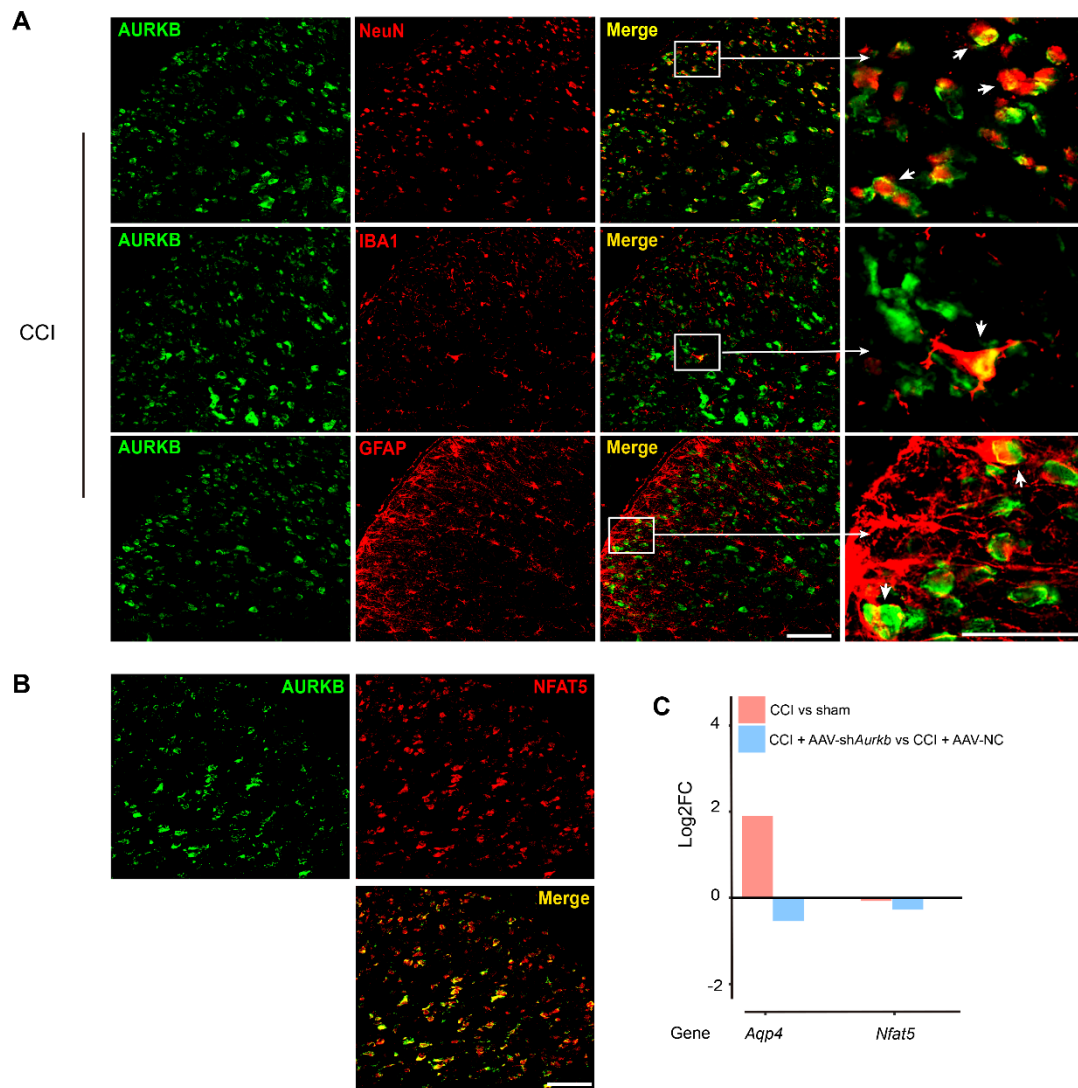 A
AURKB
NeuN
Merge
CCI
AURKB
IBA1
Merge
AURKB
GFAP
Merge
B
AURKB
NFAT5
Merge
C
CCI vs sham
CCI + AAV-shAurkb vs CCI + AAV-NC
Log2FC
4
2
0
-2
Gene
Aqp4
Nfat5